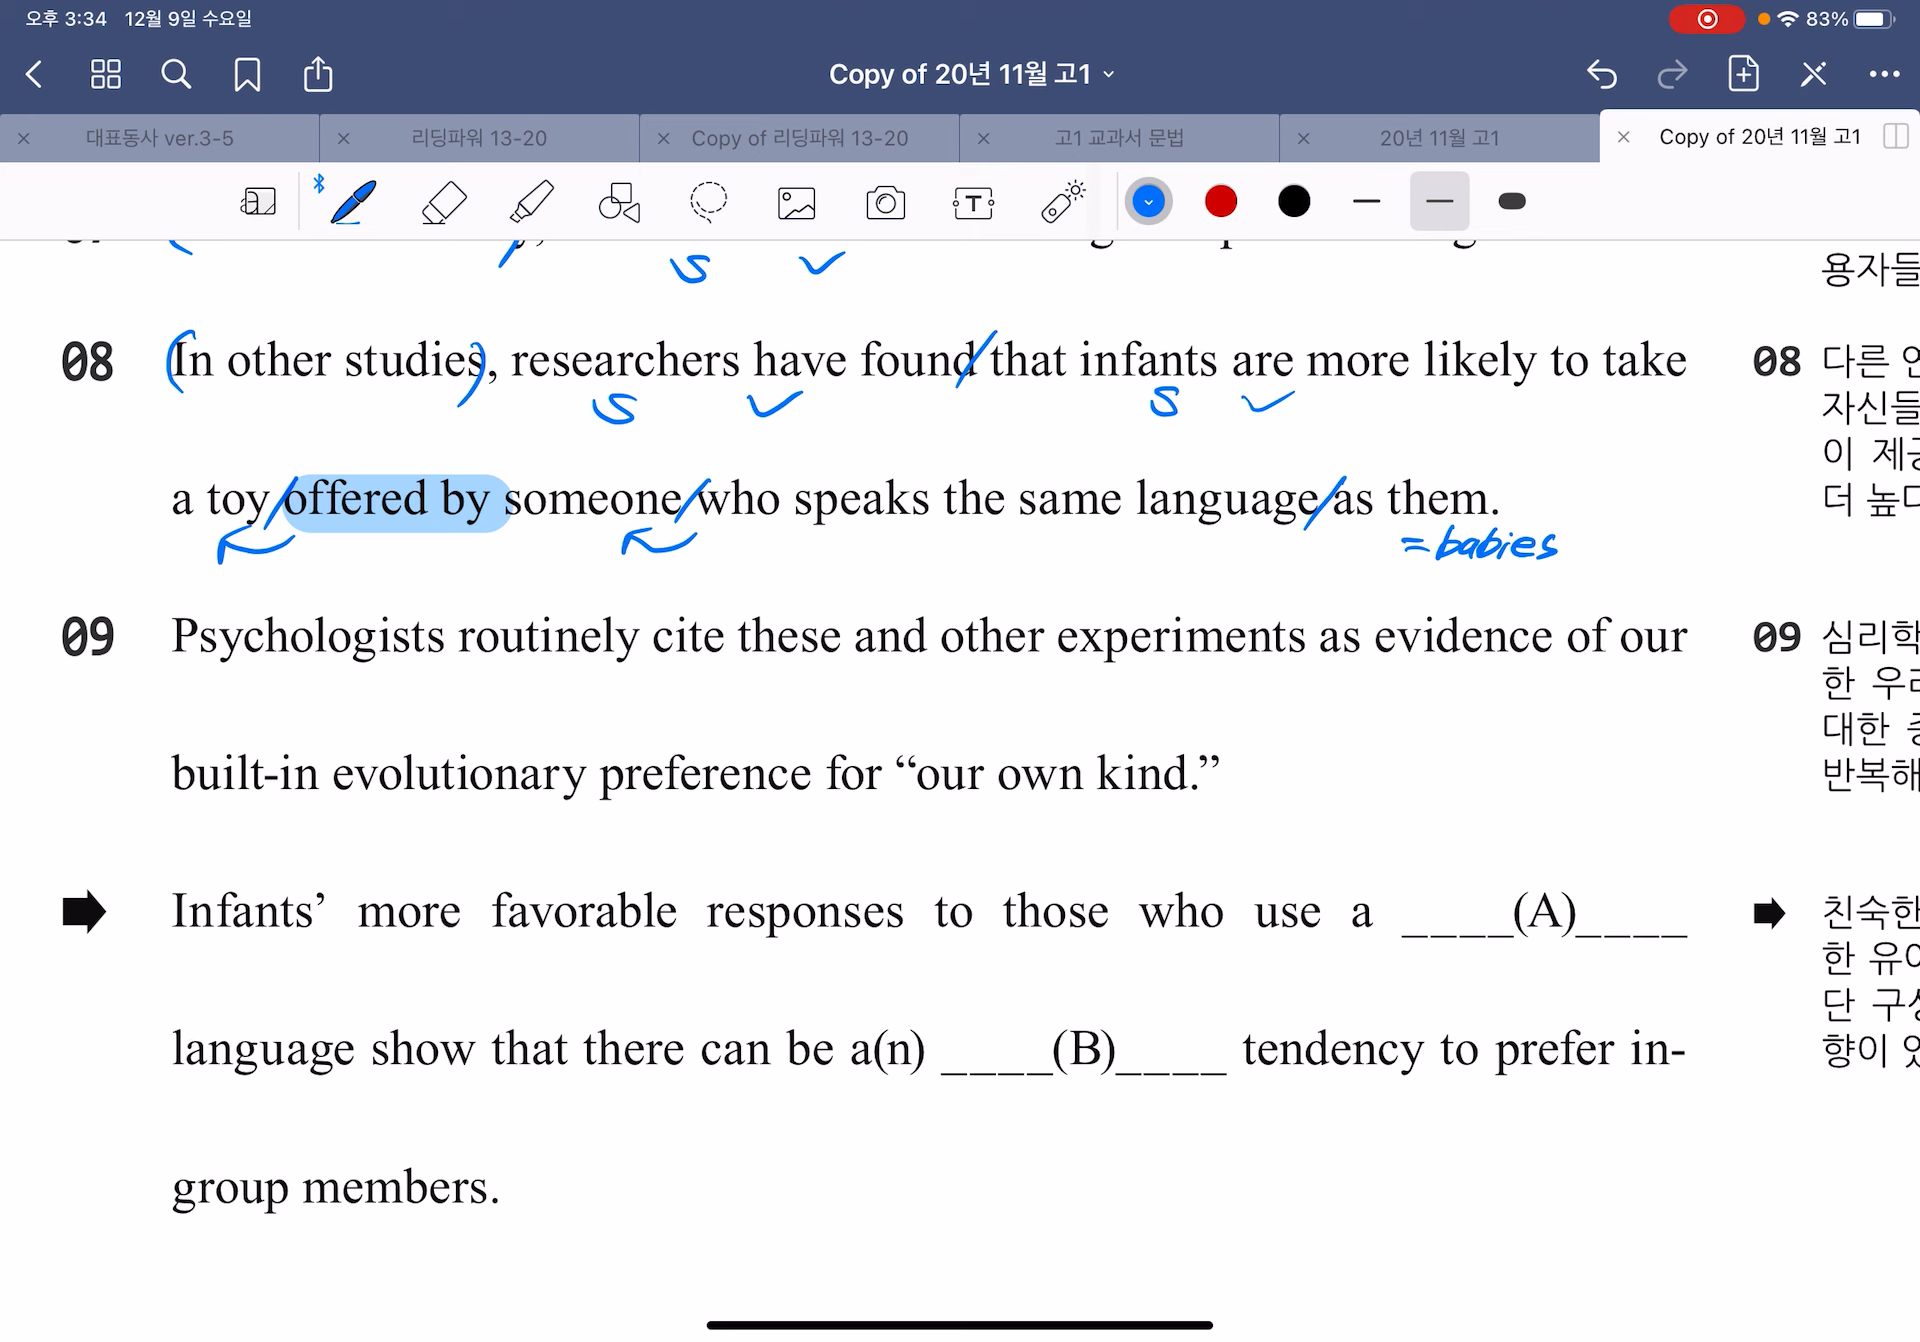 오후 3:34 12월 9일 수요일 83%
Copy of 20년 11월 고1
대표동사 ver.3-5 리딩파워 13-20 Copy of 리딩파워 13-20 고1 교과서 문법 20년 11월 고1 Copy of 20년 11월 고1
S ✓ 용자들
08 (In other studies), researchers have found/that infants are more likely to take 08 다른
S ✓ S ✓ 자신들
a toy/offered by someone/who speaks the same language/as them. 이
=babies 더
09 Psychologists routinely cite these and other experiments as evidence of our 09 심리학
한
built-in evolutionary preference for “our own kind.” 대한
반복해
➡ Infants’ more favorable responses to those who use a ____(A)____ ➡ 친숙한
한
language show that there can be a(n) ____(B)____ tendency to prefer in- 단
향이
group members.